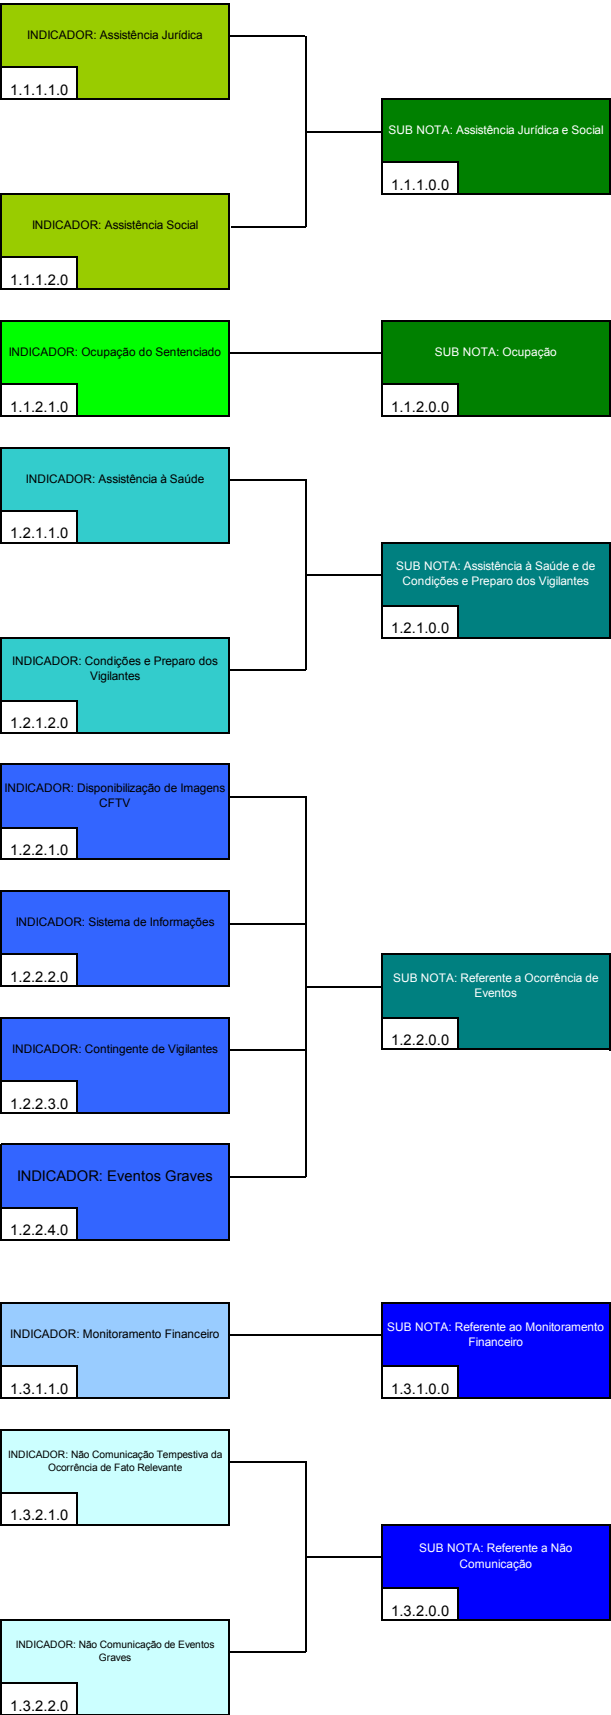 INDICADOR: Assistência Jurídica
1.1.1.1.0
SUB NOTA: Assistência Jurídica e Social
1.1.1.0.0
INDICADOR: Assistência Social
1.1.1.2.0
INDICADOR: Ocupação do Sentenciado
1.1.2.1.0
SUB NOTA: Ocupação
1.1.2.0.0
INDICADOR: Assistência à Saúde
1.2.1.1.0
SUB NOTA: Assistência à Saúde e de
Condições e Preparo dos Vigilantes
1.2.1.0.0
INDICADOR: Condições e Preparo dos
Vigilantes
1.2.1.2.0
INDICADOR: Disponibilização de Imagens
CFTV
1.2.2.1.0
INDICADOR: Sistema de Informações
1.2.2.2.0
SUB NOTA: Referente a Ocorrência de
Eventos
1.2.2.0.0
INDICADOR: Contingente de Vigilantes
1.2.2.3.0
INDICADOR: Eventos Graves
1.2.2.4.0
INDICADOR: Monitoramento Financeiro
1.3.1.1.0
SUB NOTA: Referente ao Monitoramento
Financeiro
1.3.1.0.0
INDICADOR: Não Comunicação Tempestiva da
Ocorrência de Fato Relevante
1.3.2.1.0
SUB NOTA: Referente a Não
Comunicação
1.3.2.0.0
INDICADOR: Não Comunicação de Eventos
Graves
1.3.2.2.0